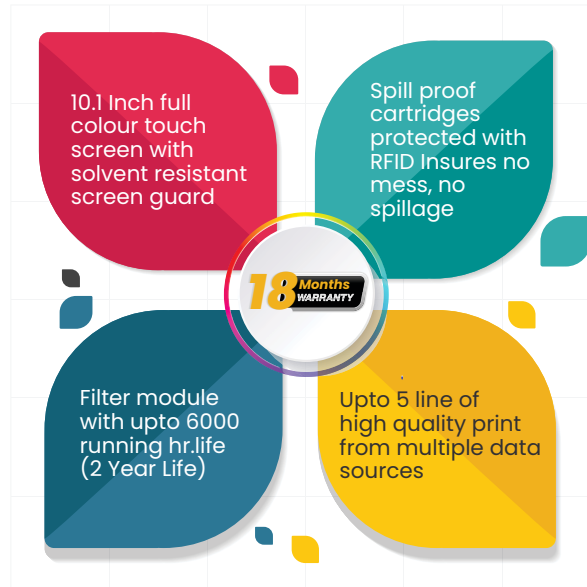 10.1 Inch full
colour touch
screen with
solvent resistant
screen guard
Spill proof
cartridges
protected with
RFID Insures no
mess, no
spillage
18 Months
WARRANTY
Filter module
with upto 6000
running hr.life
(2 Year Life)
Upto 5 line of
high quality print
from multiple data
sources